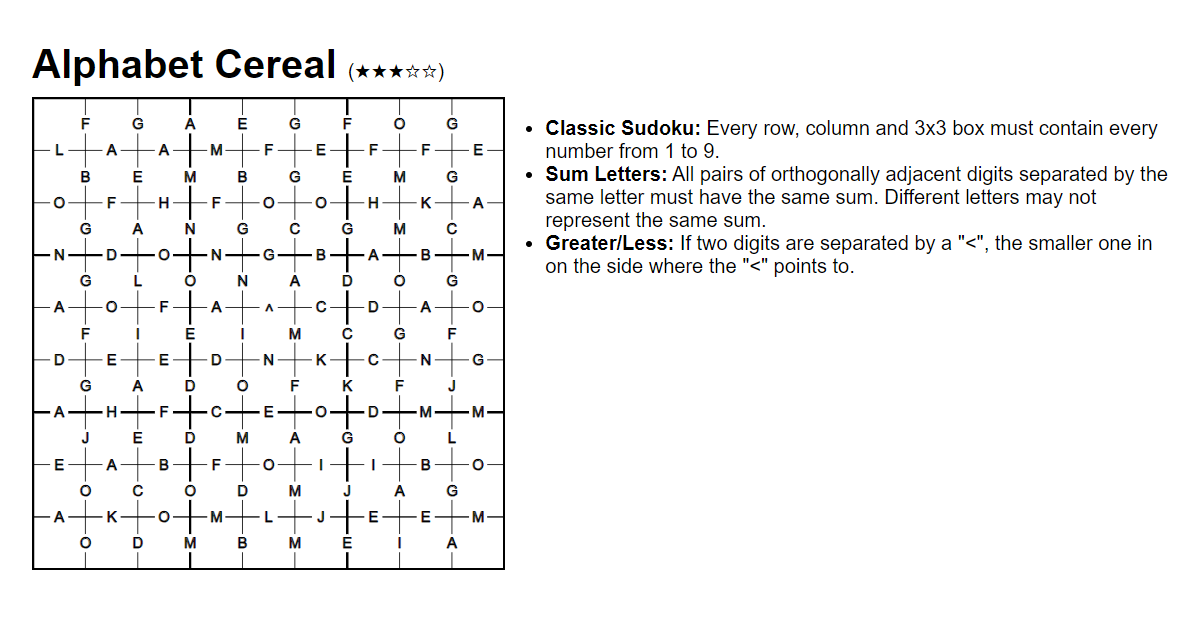 Alphabet Cereal (★★★☆☆)
F G A E G F O G
L A A M F E F F E
B E M B G E M G
O F H F O O H K A
G A N G C G M C
N D O N G B A B M
G L O N A D O G
A O F A ʌ C D A O
F I E I M C G F
D E E D N K C N G
G A D O F K F J
A H F C E O D M M
J E D M A G O L
E A B F O I I B O
O C O D M J A G
A K O M L J E E M
O D M B M E I A
• Classic Sudoku: Every row, column and 3x3 box must contain every
number from 1 to 9.
• Sum Letters: All pairs of orthogonally adjacent digits separated by the
same letter must have the same sum. Different letters may not
represent the same sum.
• Greater/Less: If two digits are separated by a "<", the smaller one in
on the side where the "<" points to.